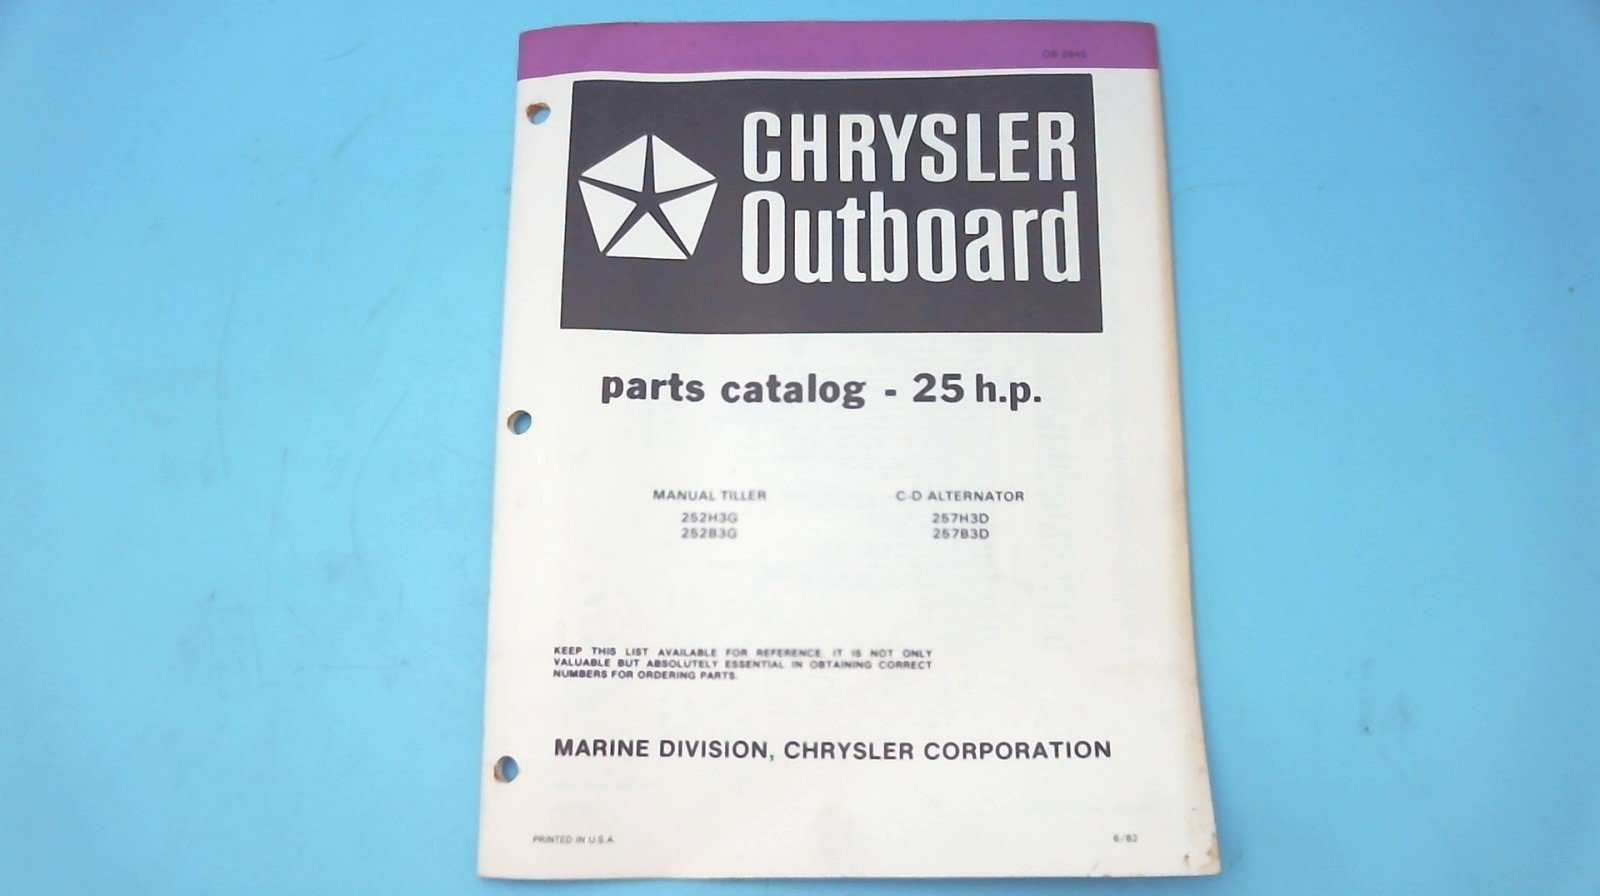 OB 3845
CHRYSLER
Outboard
parts catalog - 25 h.p.
MANUAL TILLER
252H3G
252B3G
C-D ALTERNATOR
257H3D
257B3D
KEEP THIS LIST AVAILABLE FOR REFERENCE. IT IS NOT ONLY
VALUABLE BUT ABSOLUTELY ESSENTIAL IN OBTAINING CORRECT
NUMBERS FOR ORDERING PARTS.
MARINE DIVISION, CHRYSLER CORPORATION
PRINTED IN U.S.A
6/82